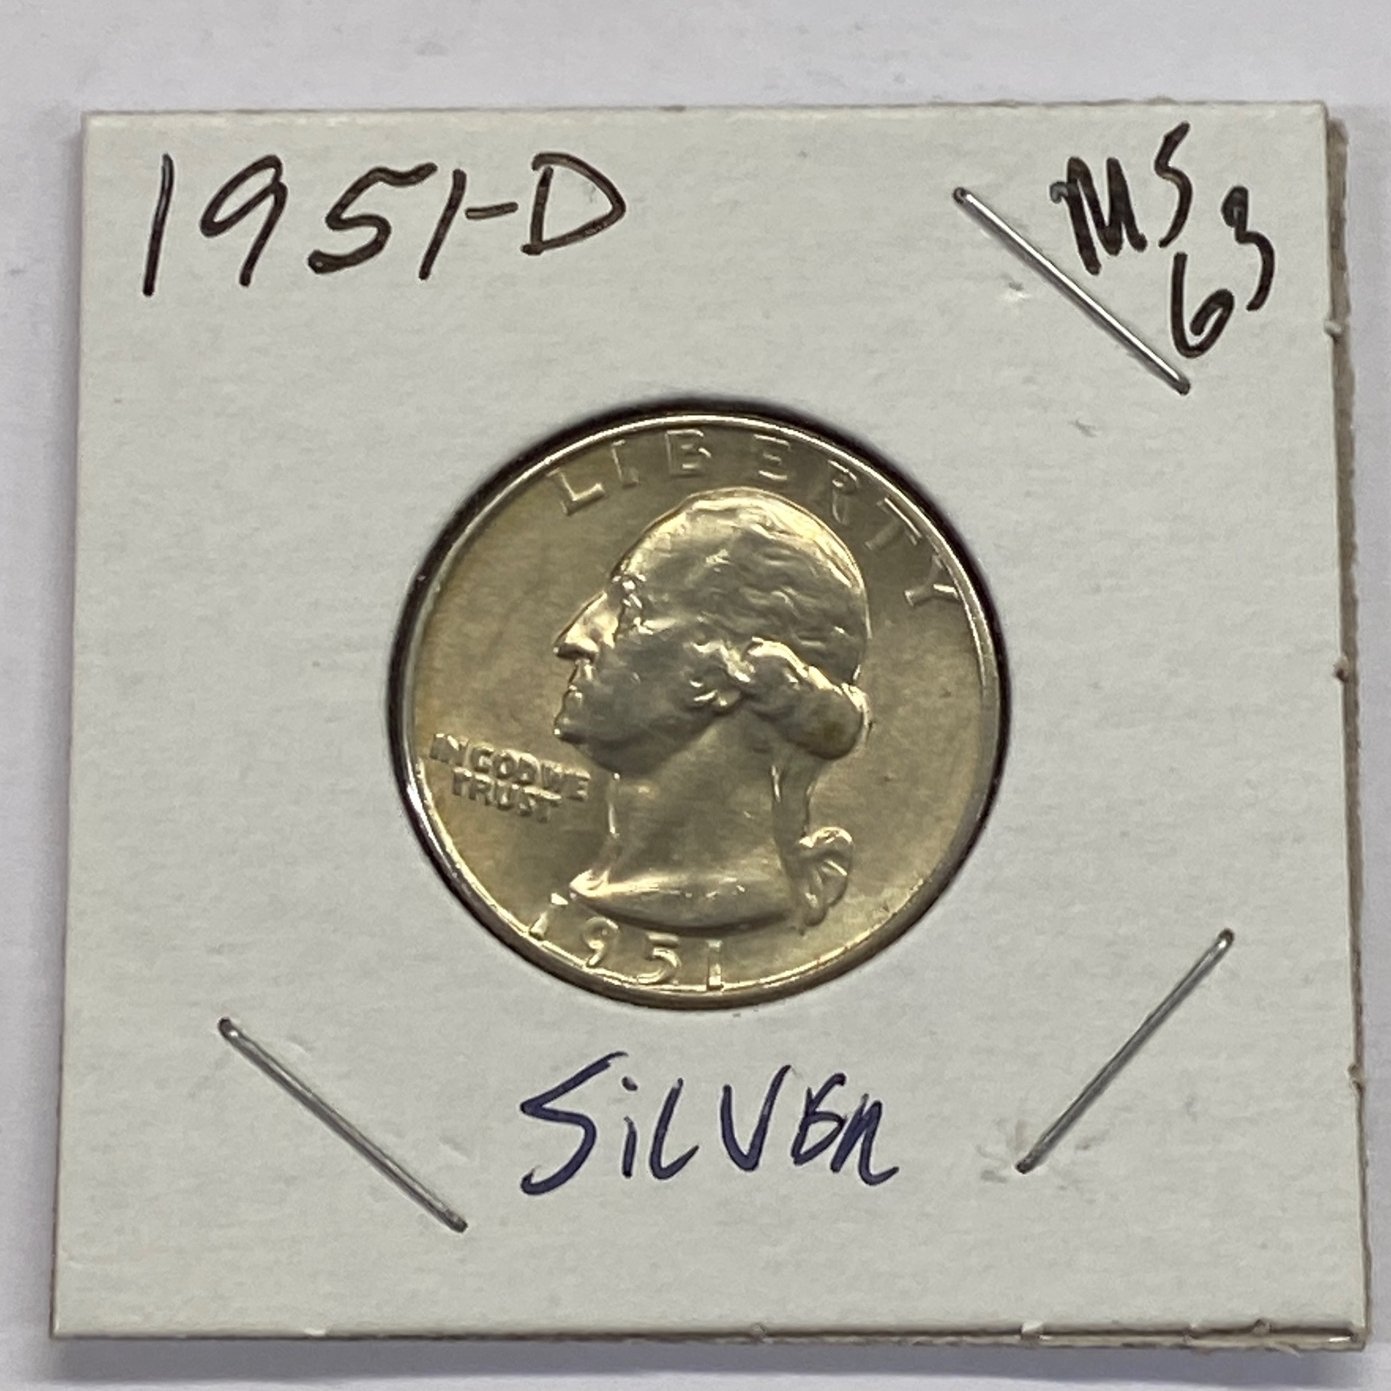 1951-D
MS
63
LIBERTY
IN GOD WE
TRUST
1951
SILVER